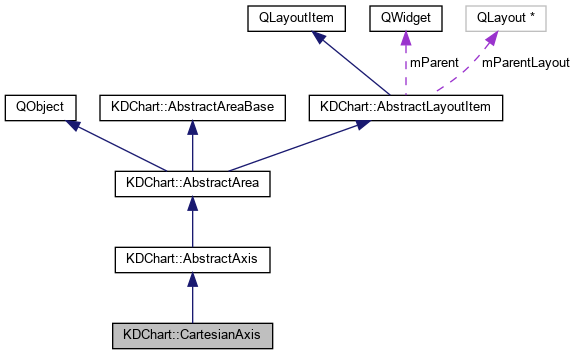 QLayoutItem
QWidget
QLayout *
mParent
mParentLayout
QObject
KDChart::AbstractAreaBase
KDChart::AbstractLayoutItem
KDChart::AbstractArea
KDChart::AbstractAxis
KDChart::CartesianAxis